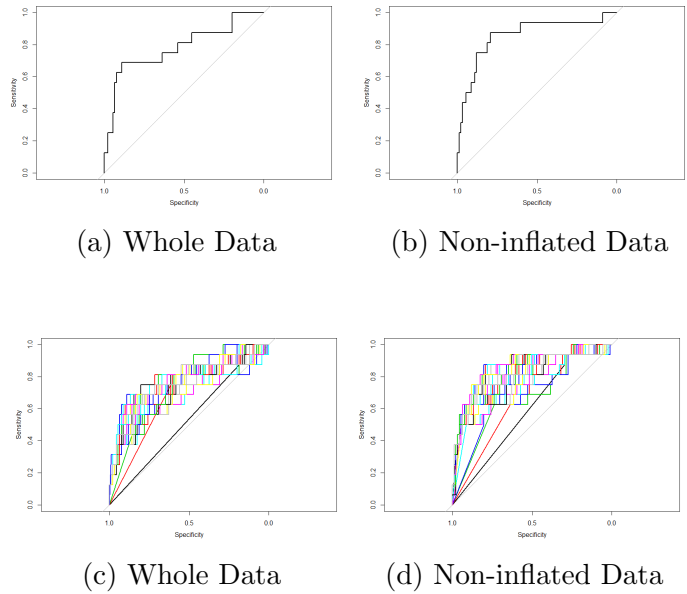 0.0 0.2 0.4 0.6 0.8 1.0
Sensitivity
1.0 0.5 0.0
Specificity
(a) Whole Data
0.0 0.2 0.4 0.6 0.8 1.0
Sensitivity
1.0 0.5 0.0
Specificity
(b) Non-inflated Data
0.0 0.2 0.4 0.6 0.8 1.0
Sensitivity
1.0 0.5 0.0
Specificity
(c) Whole Data
0.0 0.2 0.4 0.6 0.8 1.0
Sensitivity
1.0 0.5 0.0
Specificity
(d) Non-inflated Data